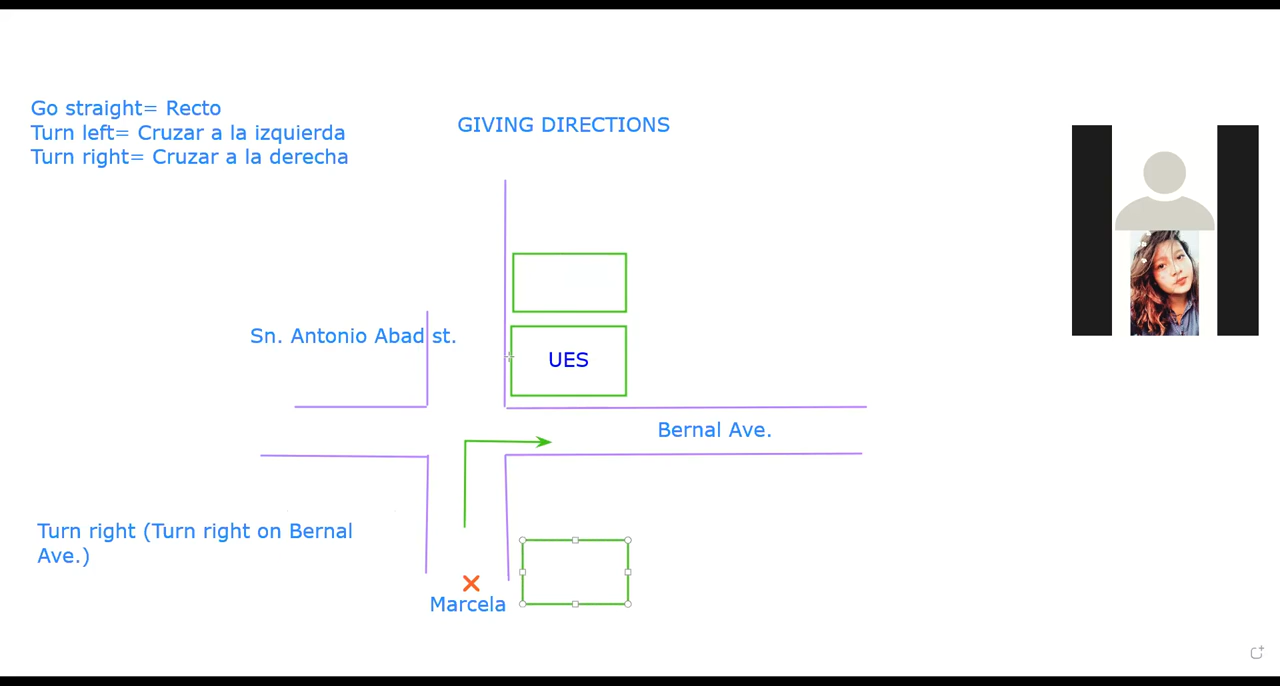 Go straight= Recto
Turn left= Cruzar a la izquierda
Turn right= Cruzar a la derecha
GIVING DIRECTIONS
Sn. Antonio Abad st.
UES
Bernal Ave.
Turn right (Turn right on Bernal
Ave.)
Marcela